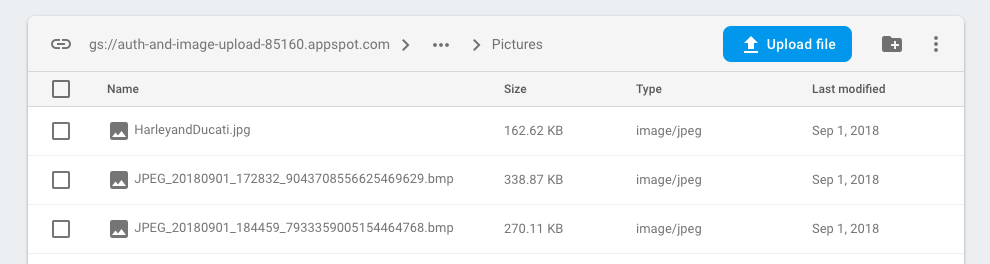 gs://auth-and-image-upload-85160.appspot.com > ••• > Pictures Upload file
Name Size Type Last modified
HarleyandDucati.jpg 162.62 KB image/jpeg Sep 1, 2018
JPEG_20180901_172832_9043708556625469629.bmp 338.87 KB image/jpeg Sep 1, 2018
JPEG_20180901_184459_7933359005154464768.bmp 270.11 KB image/jpeg Sep 1, 2018